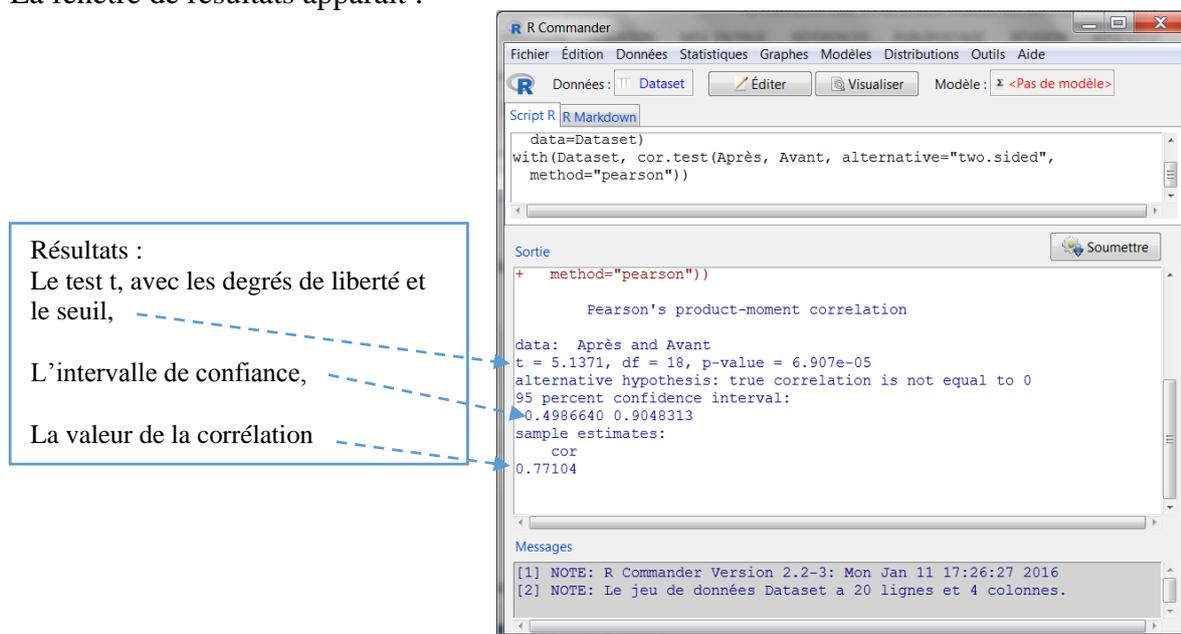 La fenêtre de résultats apparaît :
R Commander
Fichier Édition Données Statistiques Graphes Modèles Distributions Outils Aide
Données : Dataset Éditer Visualiser Modèle : Σ <Pas de modèle>
Script R R Markdown
data=Dataset)
with(Dataset, cor.test(Après, Avant, alternative="two.sided",
method="pearson"))
Résultats :
Le test t, avec les degrés de liberté et
le seuil,
L’intervalle de confiance,
La valeur de la corrélation
Sortie Soumettre
+ method="pearson"))
Pearson's product-moment correlation
data: Après and Avant
t = 5.1371, df = 18, p-value = 6.907e-05
alternative hypothesis: true correlation is not equal to 0
95 percent confidence interval:
0.4986640 0.9048313
sample estimates:
cor
0.77104
Messages
[1] NOTE: R Commander Version 2.2-3: Mon Jan 11 17:26:27 2016
[2] NOTE: Le jeu de données Dataset a 20 lignes et 4 colonnes.